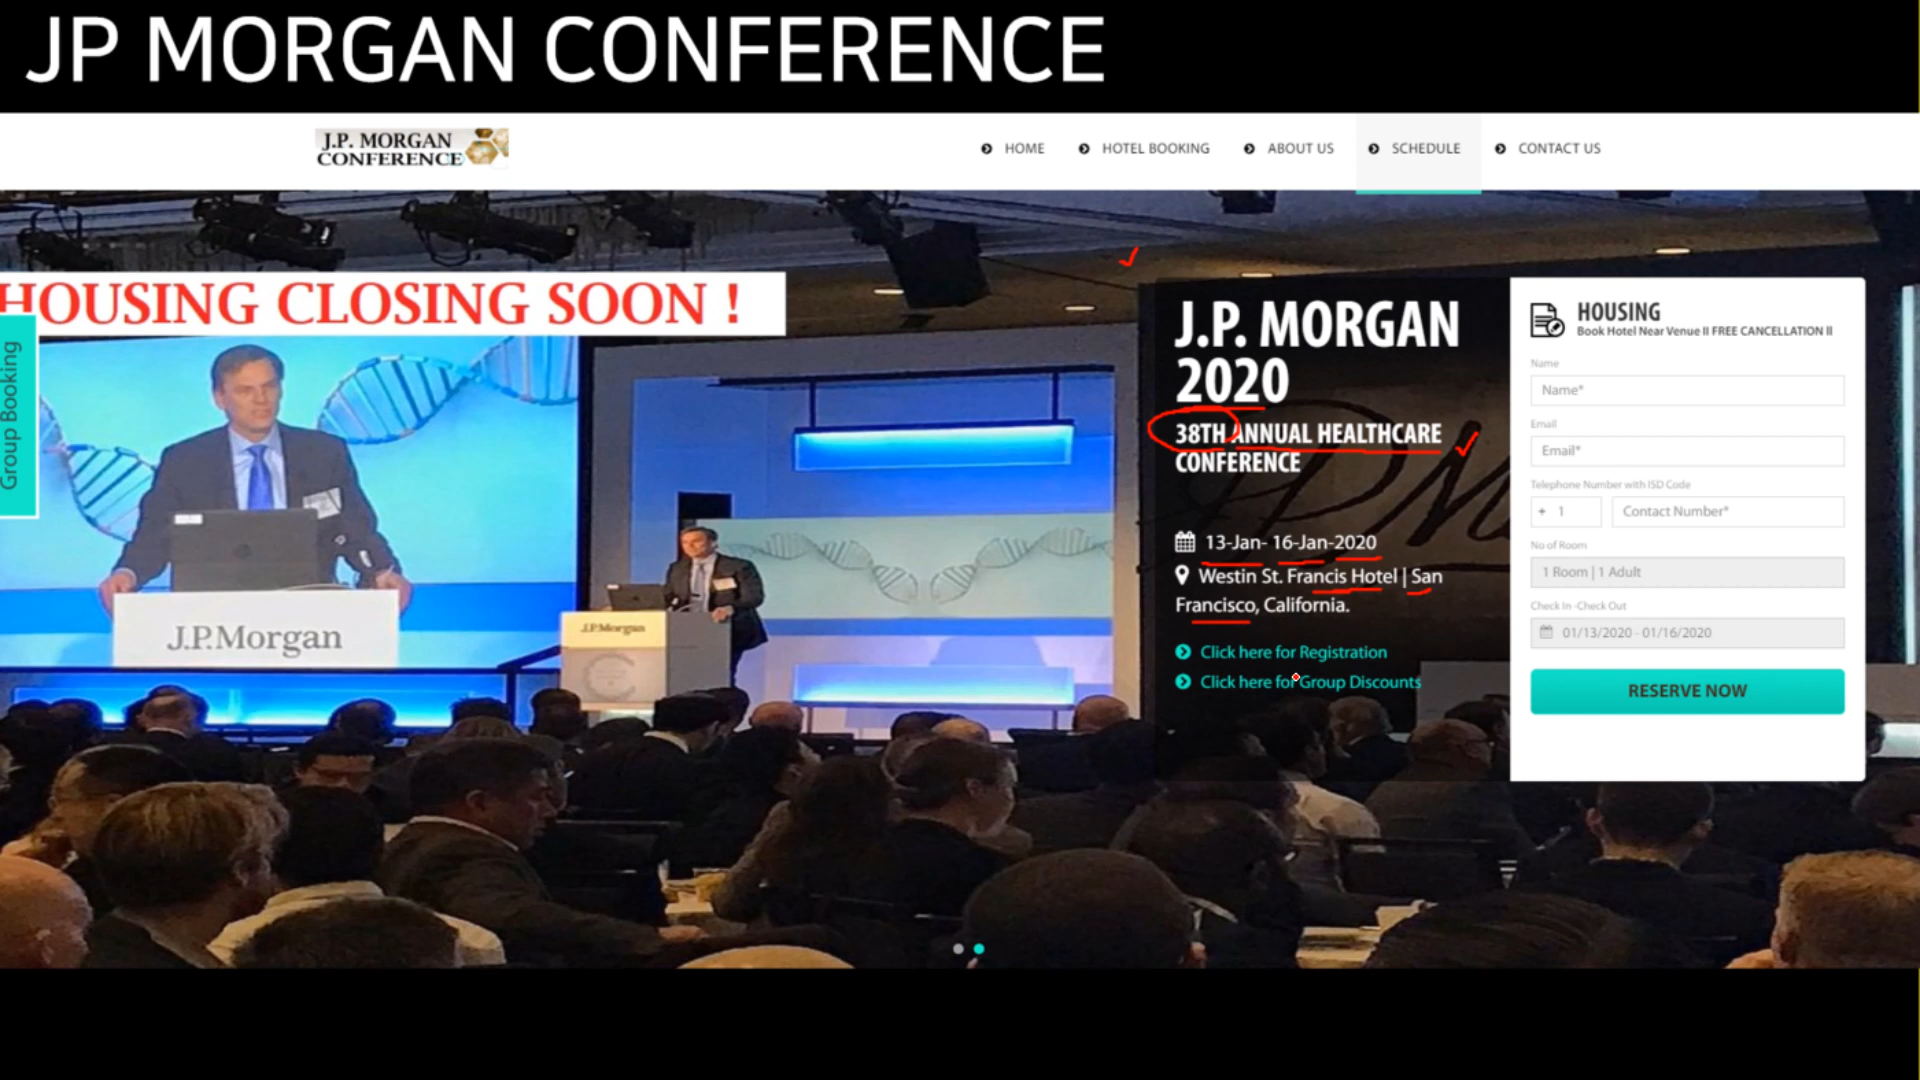 JP MORGAN CONFERENCE
J.P. MORGAN
CONFERENCE
HOME
HOTEL BOOKING
ABOUT US
SCHEDULE
CONTACT US
HOUSING CLOSING SOON !
Group Booking
J.P.Morgan
J.P.Morgan
J.P. MORGAN
2020
38TH ANNUAL HEALTHCARE
CONFERENCE
13-Jan- 16-Jan-2020
Westin St. Francis Hotel | San
Francisco, California.
Click here for Registration
Click here for Group Discounts
HOUSING
Book Hotel Near Venue II FREE CANCELLATION II
Name
Name*
Email
Email*
Telephone Number with ISD Code
+ 1
Contact Number*
No of Room
1 Room | 1 Adult
Check In -Check Out
01/13/2020 - 01/16/2020
RESERVE NOW